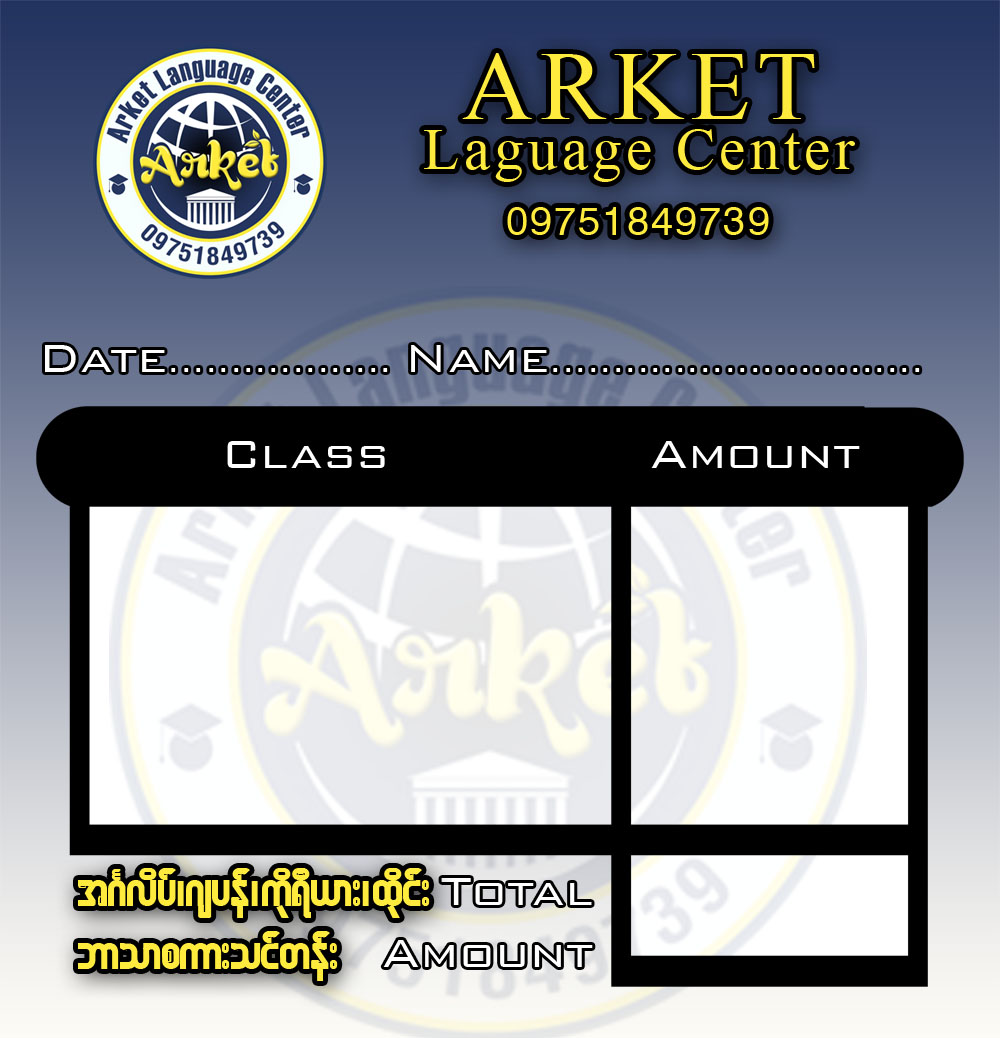 Arket Language Center
Arket
09751849739
ARKET
Laguage Center
09751849739
DATE.................. NAME..............................
CLASS AMOUNT
အင်္ဂလိပ်၊ဂျပန်၊ကိုရီးယား၊ထိုင်း TOTAL
ဘာသာစကားသင်တန်း AMOUNT